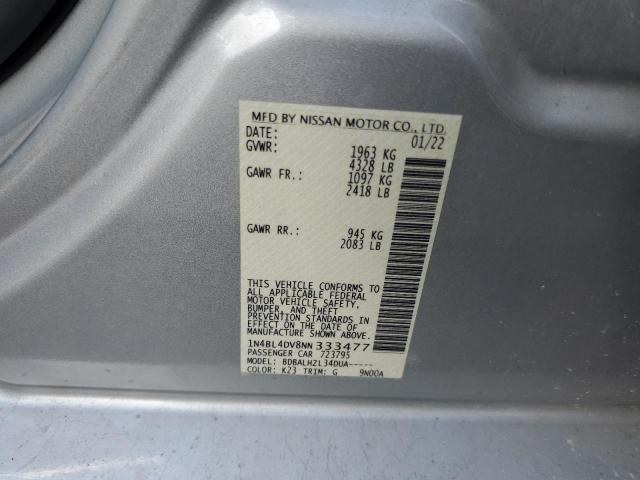 MFD BY NISSAN MOTOR CO., LTD.
DATE: 01/22
GVWR: 1963 KG
4328 LB
GAWR FR.: 1097 KG
2418 LB
GAWR RR.: 945 KG
2083 LB
THIS VEHICLE CONFORMS TO
ALL APPLICABLE FEDERAL
MOTOR VEHICLE SAFETY,
BUMPER, AND THEFT
PREVENTION STANDARDS IN
EFFECT ON THE DATE OF
MANUFACTURE SHOWN ABOVE.
1N4BL4DV8NN333477
PASSENGER CAR 723795
MODEL: BDBALHZL34DUA-----
COLOR: K23 TRIM: G 9N00A